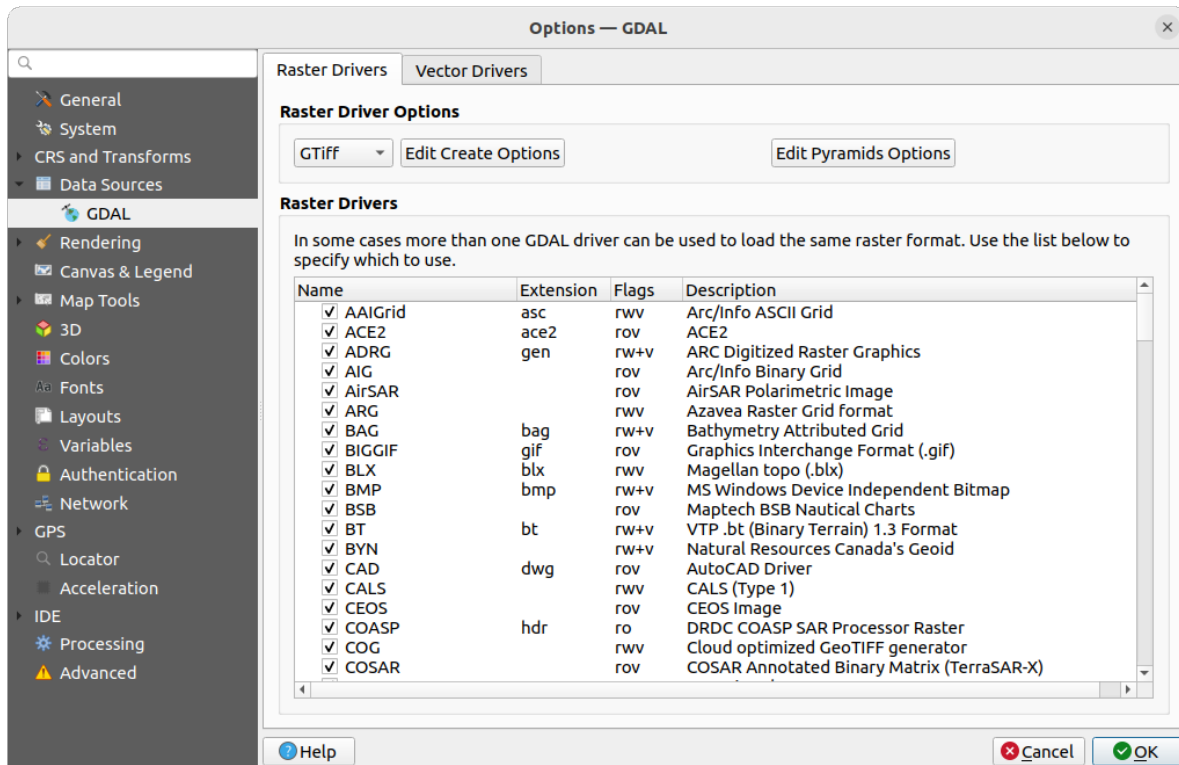 Options — GDAL
General
System
CRS and Transforms
Data Sources
GDAL
Rendering
Canvas & Legend
Map Tools
3D
Colors
Aa Fonts
Layouts
Variables
Authentication
Network
GPS
Locator
Acceleration
IDE
Processing
Advanced
Raster Drivers Vector Drivers
Raster Driver Options
GTiff Edit Create Options Edit Pyramids Options
Raster Drivers
In some cases more than one GDAL driver can be used to load the same raster format. Use the list below to
specify which to use.
Name Extension Flags Description
AAIGrid asc rwv Arc/Info ASCII Grid
ACE2 ace2 rov ACE2
ADRG gen rw+v ARC Digitized Raster Graphics
AIG rov Arc/Info Binary Grid
AirSAR rov AirSAR Polarimetric Image
ARG rwv Azavea Raster Grid format
BAG bag rw+v Bathymetry Attributed Grid
BIGGIF gif rov Graphics Interchange Format (.gif)
BLX blx rwv Magellan topo (.blx)
BMP bmp rw+v MS Windows Device Independent Bitmap
BSB rov Maptech BSB Nautical Charts
BT bt rw+v VTP .bt (Binary Terrain) 1.3 Format
BYN rw+v Natural Resources Canada's Geoid
CAD dwg rov AutoCAD Driver
CALS rwv CALS (Type 1)
CEOS rov CEOS Image
COASP hdr ro DRDC COASP SAR Processor Raster
COG rwv Cloud optimized GeoTIFF generator
COSAR rov COSAR Annotated Binary Matrix (TerraSAR-X)
Help Cancel OK